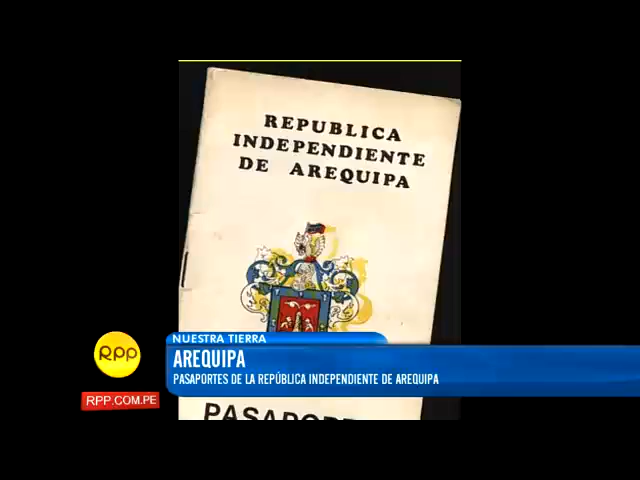 REPUBLICA
INDEPENDIENTE
DE AREQUIPA
NUESTRA TIERRA
AREQUIPA
PASAPORTES DE LA REPÚBLICA INDEPENDIENTE DE AREQUIPA
RPP
RPP.COM.PE